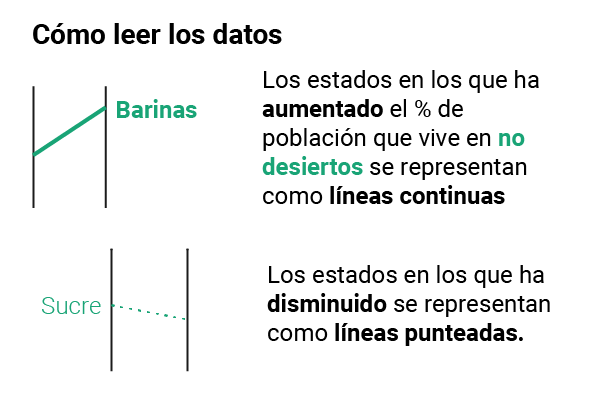 Cómo leer los datos
Barinas
Los estados en los que ha
aumentado el % de
población que vive en no
desiertos se representan
como líneas continuas
Sucre
Los estados en los que ha
disminuido se representan
como líneas punteadas.